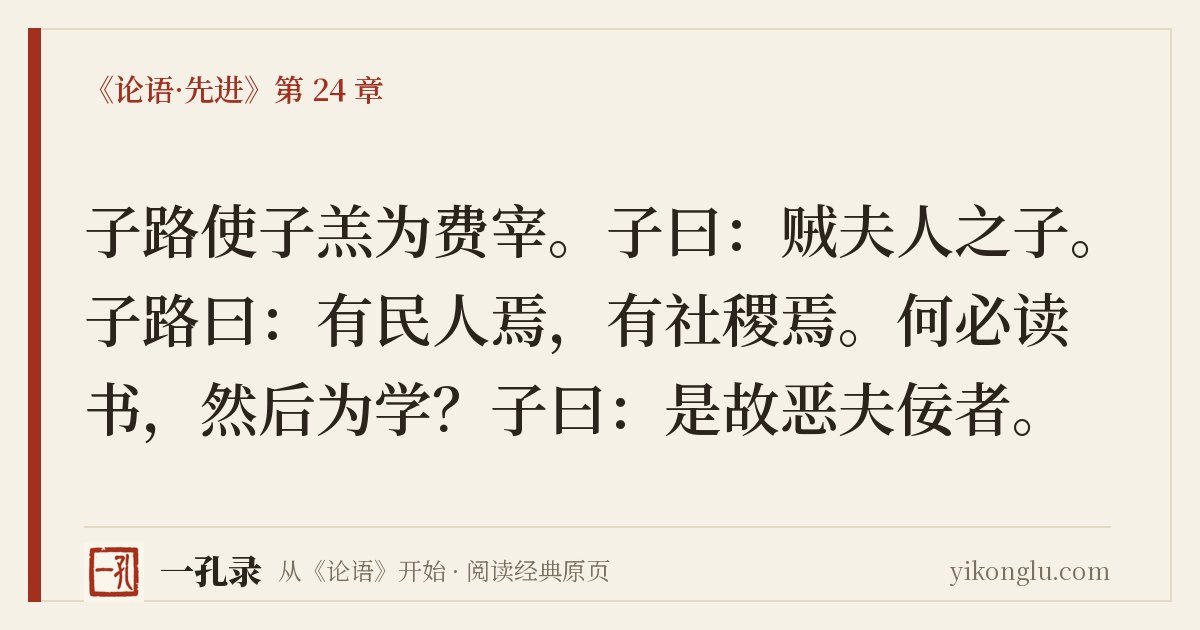 《论语·先进》第 24 章
子路使子羔为费宰。子曰：贼夫人之子。
子路曰：有民人焉，有社稷焉。何必读
书，然后为学？子曰：是故恶夫佞者。
一孔
一孔录 从《论语》开始 · 阅读经典原页 yikonglu.com